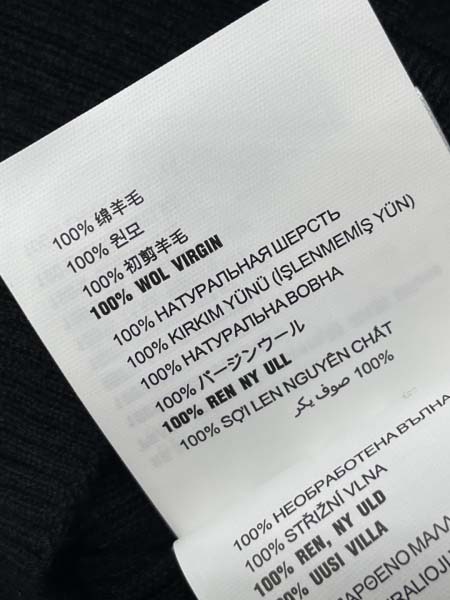 100% 绵羊毛
100% 원모
100% 初剪羊毛
100% WOL VIRGIN
100% НАТУРАЛЬНАЯ ШЕРСТЬ
100% KIRKIM YÜNÜ (İŞLENMEMİŞ YÜN)
100% НАТУРАЛЬНА ВОВНА
100% バージンウール
100% REN NY ULL
100% SỢI LEN NGUYÊN CHẤT
100% صوف بكر
100% НЕОБРАБОТЕНА ВЪЛНА
100% STŘIŽNÍ VLNA
100% REN, NY ULD
100% UUSI VILLA